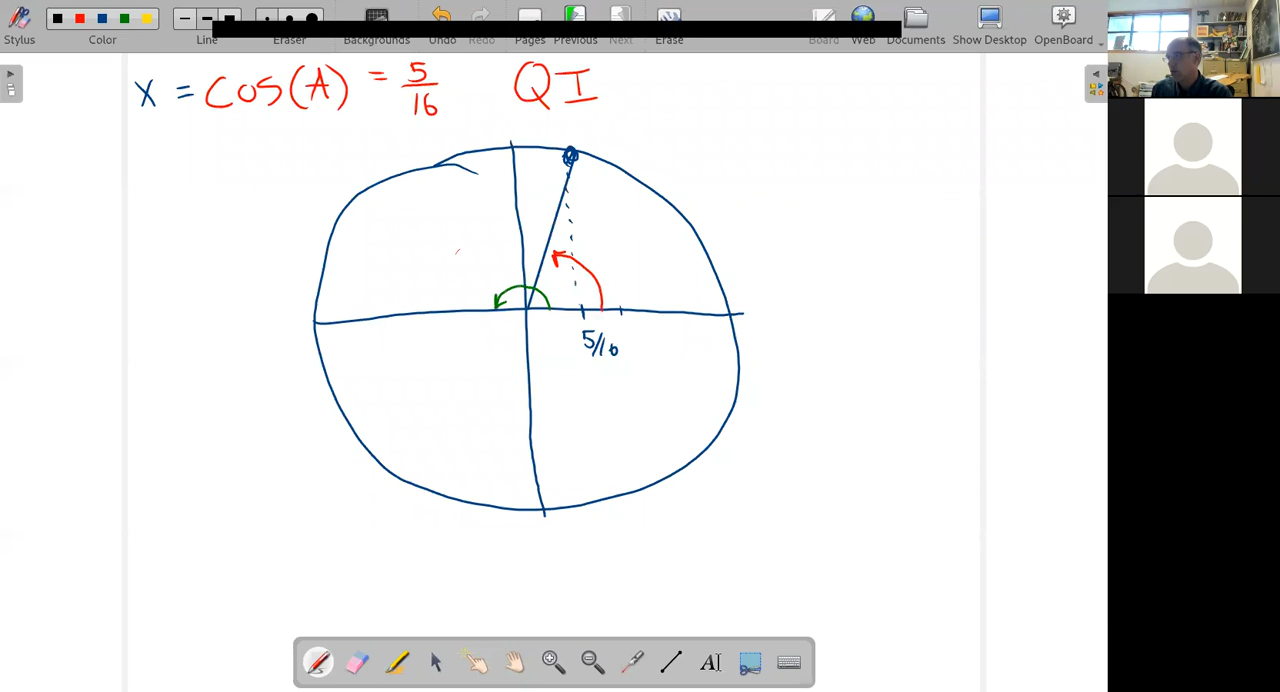 Stylus Color Line Eraser Backgrounds Undo Redo Pages Previous Next Erase Board Web Documents Show Desktop OpenBoard
X = COS(A) = 5/16 QI
5/16
AI